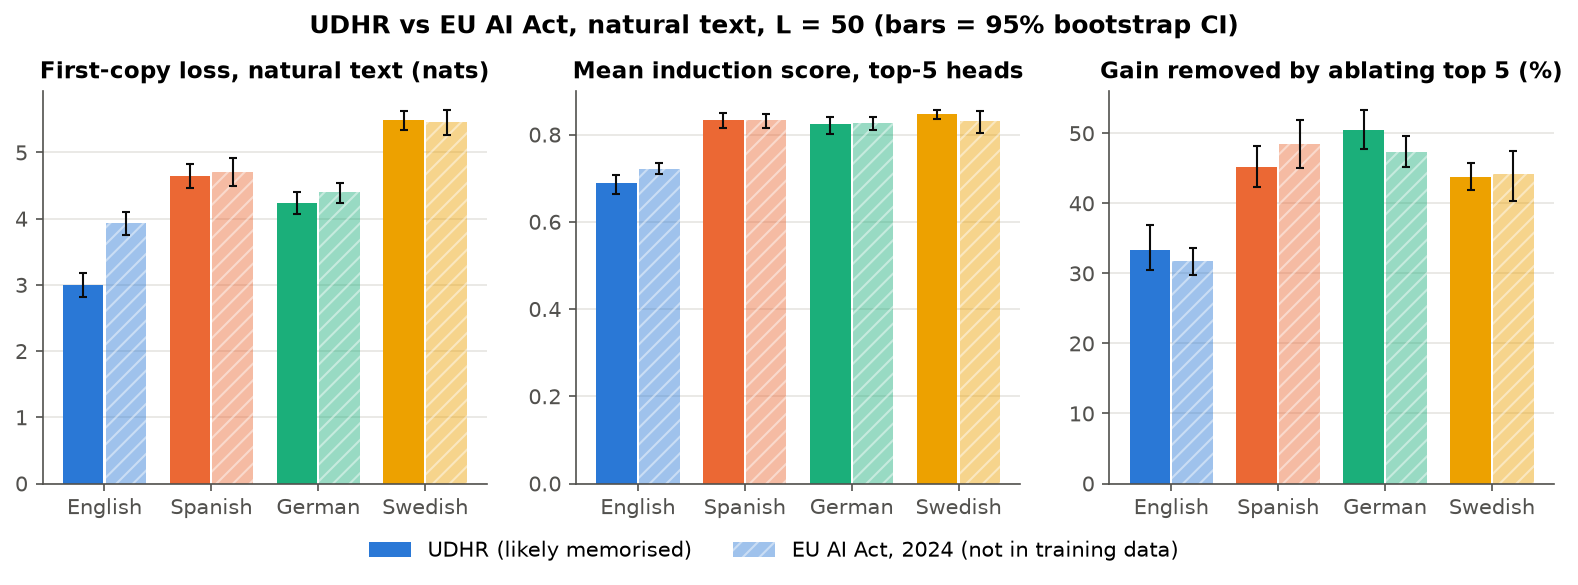 UDHR vs EU AI Act, natural text, L = 50 (bars = 95% bootstrap CI)
First-copy loss, natural text (nats)
5
4
3
2
1
0
English Spanish German Swedish
Mean induction score, top-5 heads
0.8
0.6
0.4
0.2
0.0
English Spanish German Swedish
Gain removed by ablating top 5 (%)
50
40
30
20
10
0
English Spanish German Swedish
UDHR (likely memorised)
EU AI Act, 2024 (not in training data)